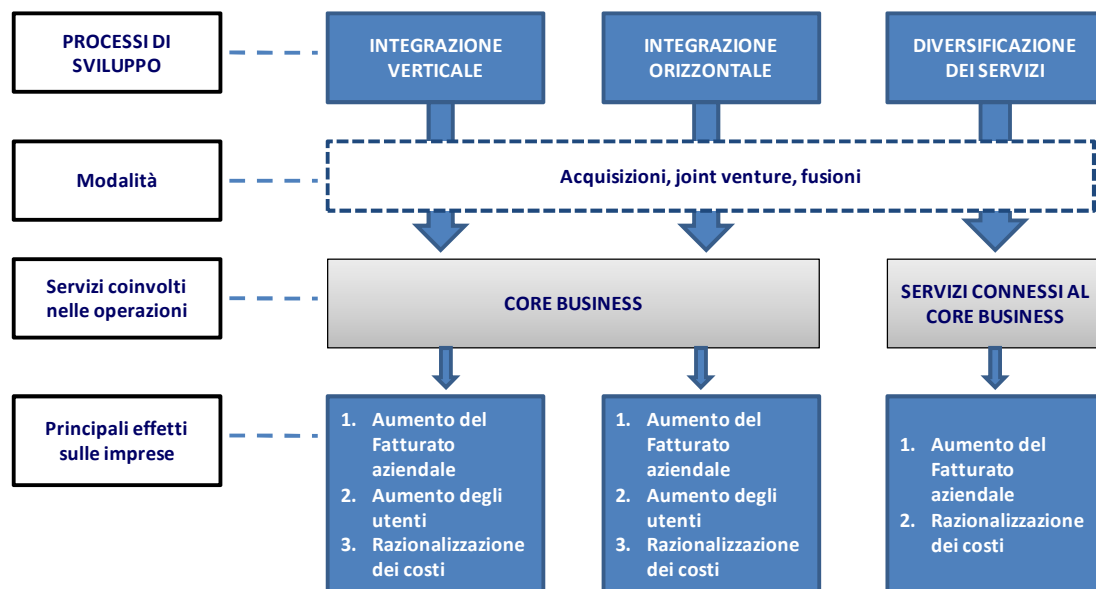 PROCESSI DI
SVILUPPO
INTEGRAZIONE
VERTICALE
INTEGRAZIONE
ORIZZONTALE
DIVERSIFICAZIONE
DEI SERVIZI
Modalità
Acquisizioni, joint venture, fusioni
Servizi coinvolti
nelle operazioni
CORE BUSINESS
SERVIZI CONNESSI AL
CORE BUSINESS
Principali effetti
sulle imprese
1. Aumento del
Fatturato
aziendale
2. Aumento degli
utenti
3. Razionalizzazione
dei costi
1. Aumento del
Fatturato
aziendale
2. Aumento degli
utenti
3. Razionalizzazione
dei costi
1. Aumento del
Fatturato
aziendale
2. Razionalizzazione
dei costi